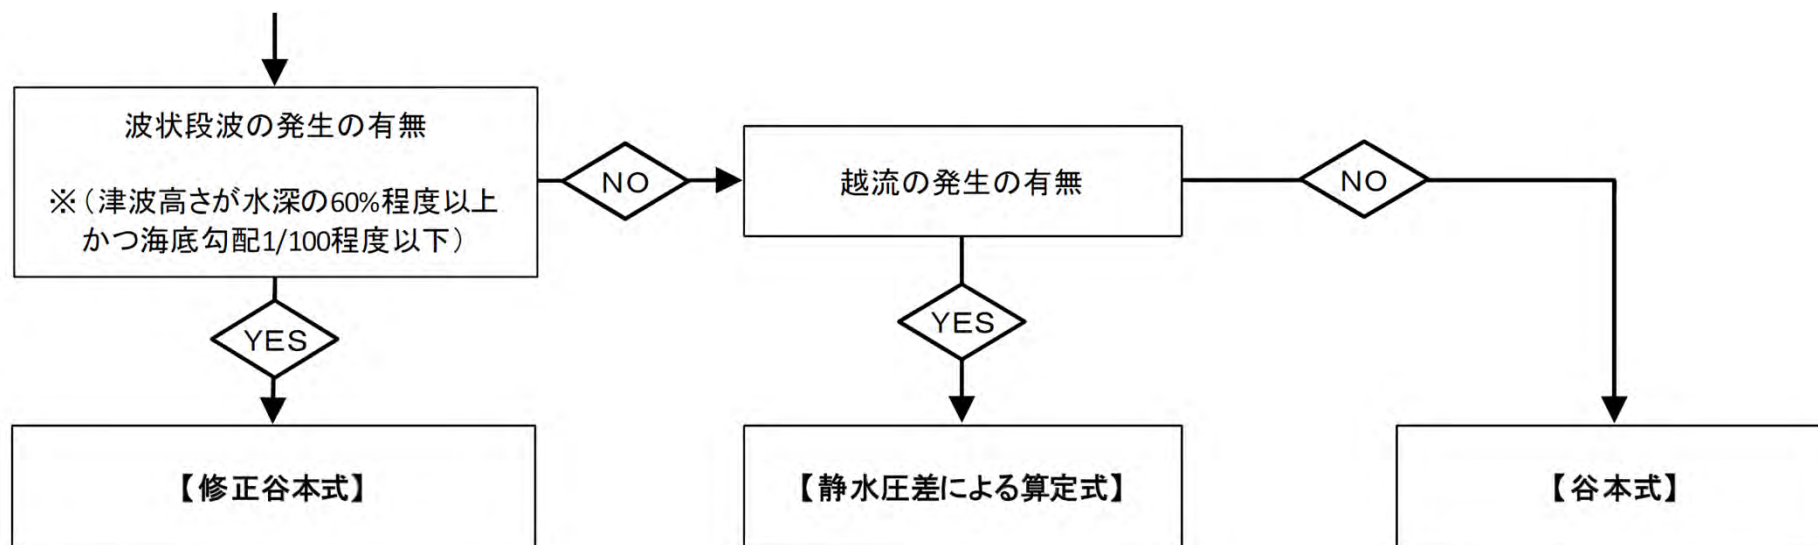 波状段波の発生の有無
※（津波高さが水深の60%程度以上
かつ海底勾配1/100程度以下）
NO
越流の発生の有無
NO
YES
YES
【修正谷本式】
【静水圧差による算定式】
【谷本式】